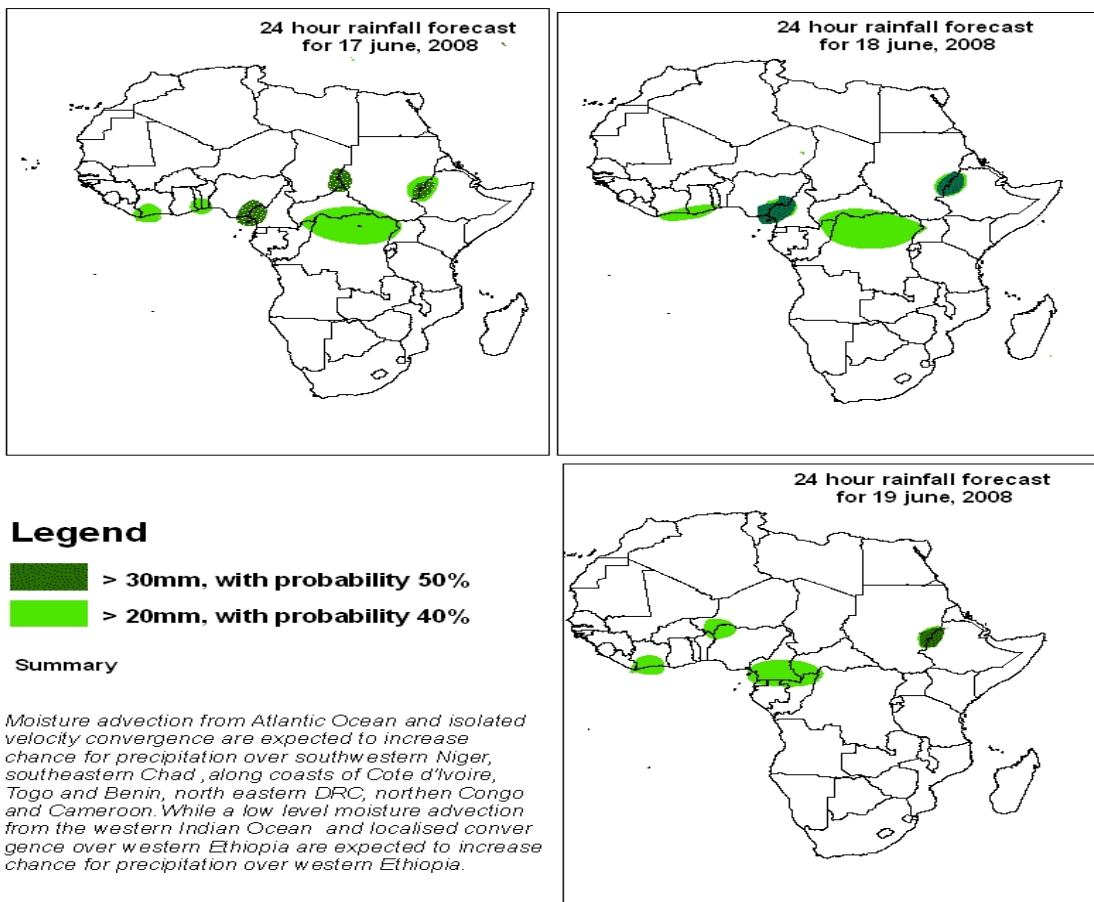 24 hour rainfall forecast
for 17 june, 2008
24 hour rainfall forecast
for 18 june, 2008
24 hour rainfall forecast
for 19 june, 2008
Legend
> 30mm, with probability 50%
> 20mm, with probability 40%
Summary
Moisture advection from Atlantic Ocean and isolated
velocity convergence are expected to increase
chance for precipitation over southwestern Niger,
southeastern Chad ,along coasts of Cote d'Ivoire,
Togo and Benin, north eastern DRC, northen Congo
and Cameroon. While a low level moisture advection
from the western Indian Ocean and localised conver
gence over western Ethiopia are expected to increase
chance for precipitation over western Ethiopia.